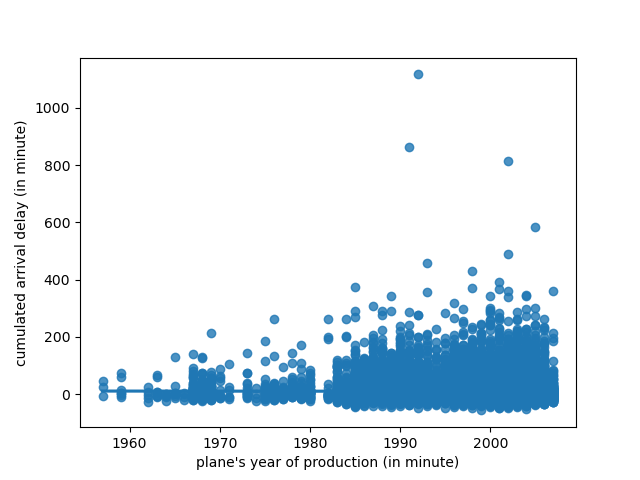 1000
800
600
400
200
0
cumulated arrival delay (in minute)
1960 1970 1980 1990 2000
plane's year of production (in minute)